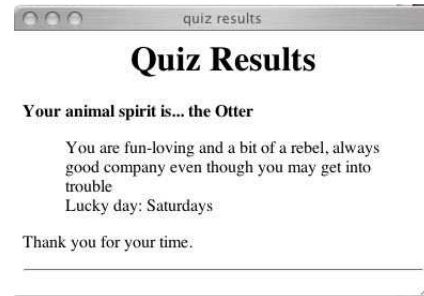 quiz results
Quiz Results
Your animal spirit is... the Otter
You are fun-loving and a bit of a rebel, always
good company even though you may get into
trouble
Lucky day: Saturdays
Thank you for your time.